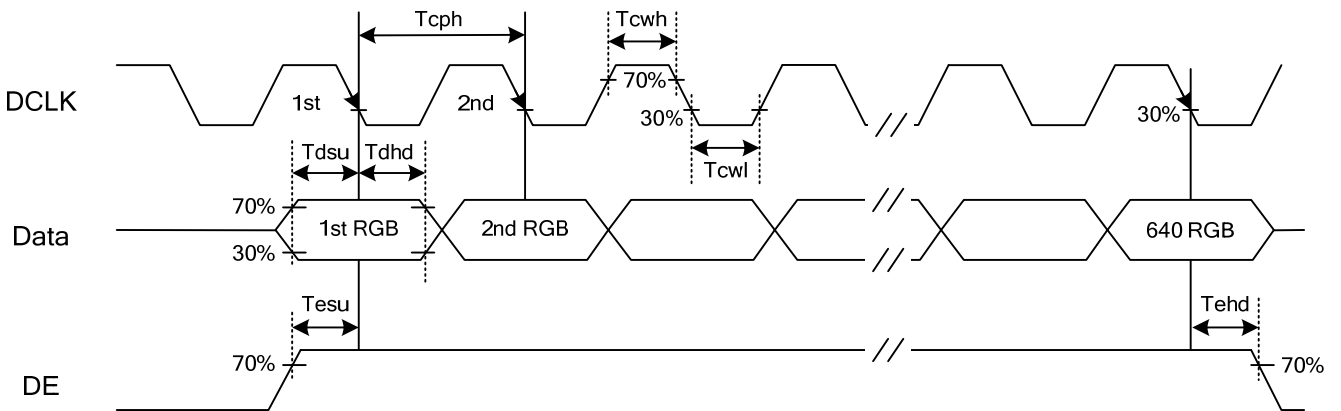 Tcph
Tcwh
DCLK
1st
2nd
70%
30%
30%
Tdsu
Tdhd
Tcwl
70%
Data
1st RGB
2nd RGB
640 RGB
30%
Tesu
Tehd
70%
70%
DE